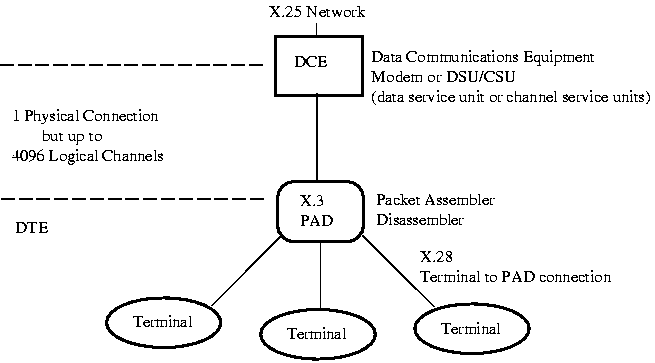 X.25 Network
DCE
Data Communications Equipment
Modem or DSU/CSU
(data service unit or channel service units)
1 Physical Connection
but up to
4096 Logical Channels
X.3
PAD
Packet Assembler
Disassembler
DTE
X.28
Terminal to PAD connection
Terminal
Terminal
Terminal